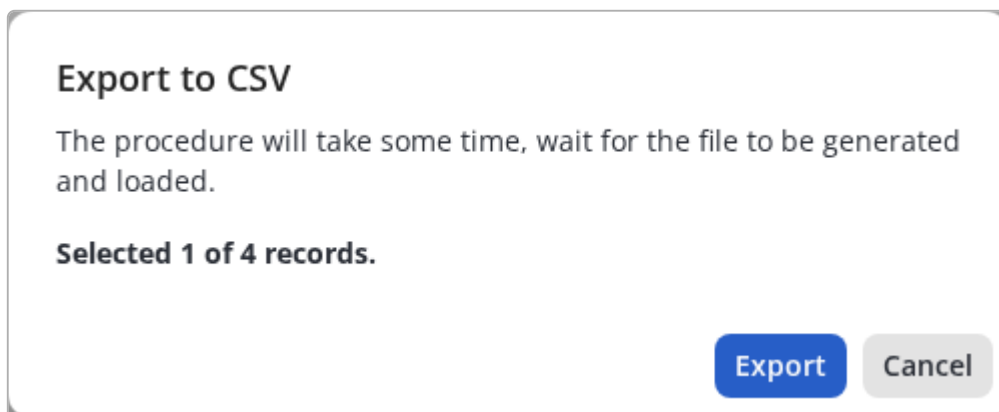 Export to CSV
The procedure will take some time, wait for the file to be generated
and loaded.
Selected 1 of 4 records.
Export Cancel